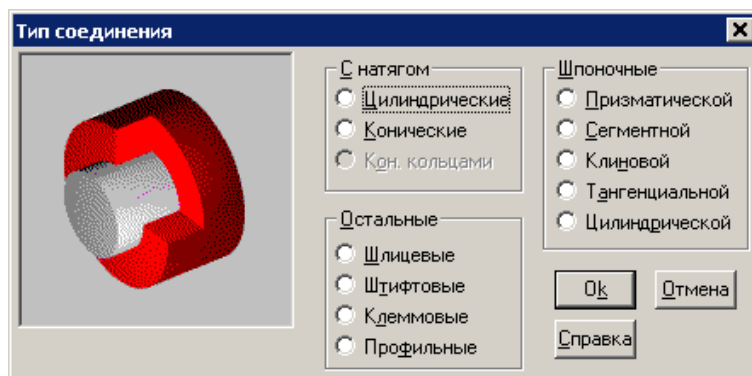 Тип соединения
С натягом
Цилиндрические
Конические
Кон. кольцами
Остальные
Шлицевые
Штифтовые
Клеммовые
Профильные
Шпоночные
Призматической
Сегментной
Клиновой
Тангенциальной
Цилиндрической
Ok
Отмена
Справка